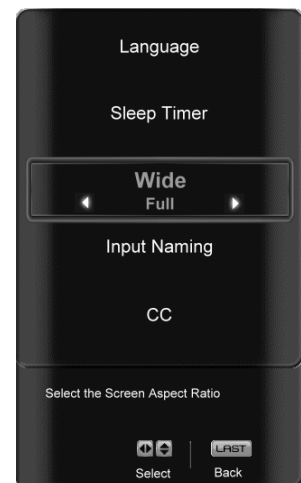 Language
Sleep Timer
Wide
Full
Input Naming
CC
Select the Screen Aspect Ratio
LAST
Select Back